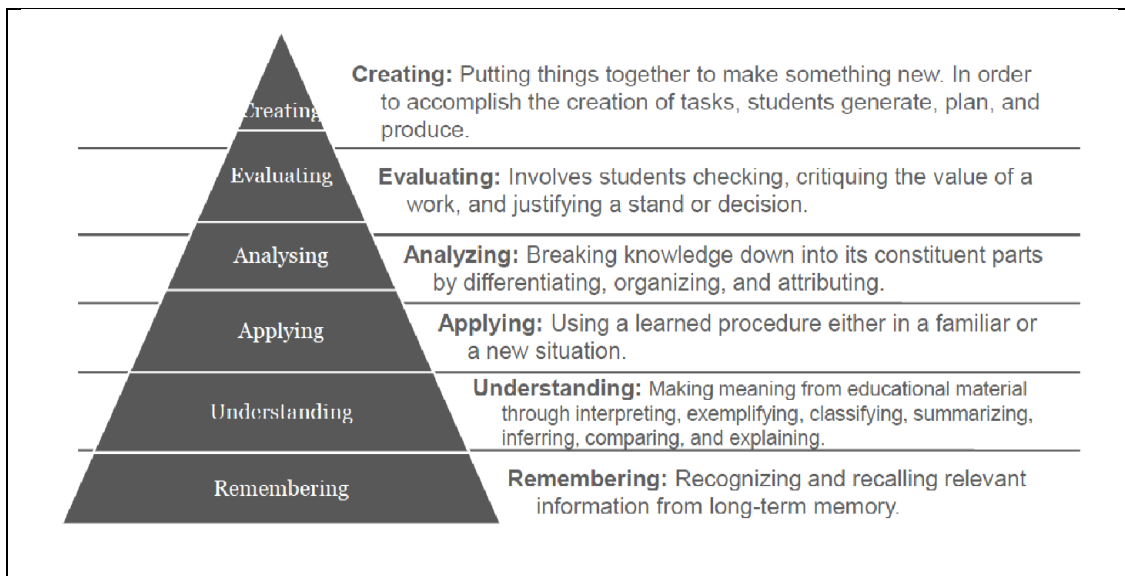 Creating
Creating: Putting things together to make something new. In order
to accomplish the creation of tasks, students generate, plan, and
produce.
Evaluating
Evaluating: Involves students checking, critiquing the value of a
work, and justifying a stand or decision.
Analysing
Analyzing: Breaking knowledge down into its constituent parts
by differentiating, organizing, and attributing.
Applying
Applying: Using a learned procedure either in a familiar or
a new situation.
Understanding
Understanding: Making meaning from educational material
through interpreting, exemplifying, classifying, summarizing,
inferring, comparing, and explaining.
Remembering
Remembering: Recognizing and recalling relevant
information from long-term memory.